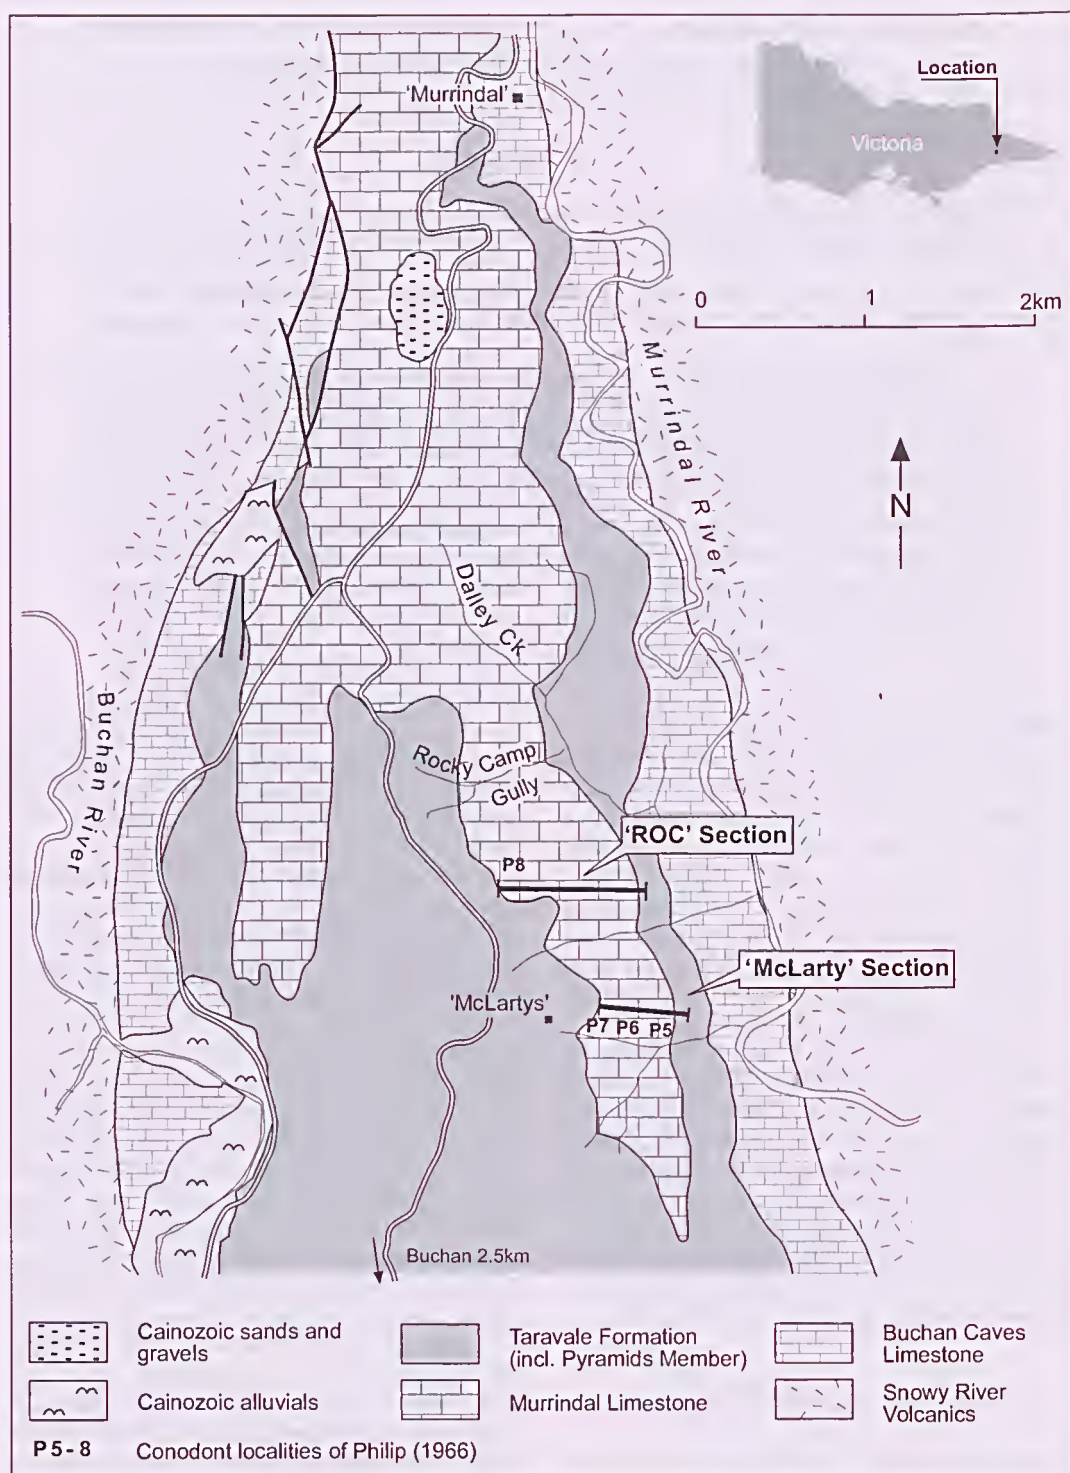 'Murrindal'
Location
Victoria
0 1 2km
Murrindal River
N
Dalley Ck
Buchan River
Rocky Camp
Gully
'ROC' Section
P8
'McLarty' Section
'McLartys'
P7 P6 P5
Buchan 2.5km
Cainozoic sands and
gravels
Taravale Formation
(incl. Pyramids Member)
Buchan Caves
Limestone
Cainozoic alluvials
Murrindal Limestone
Snowy River
Volcanics
P5-8 Conodont localities of Philip (1966)